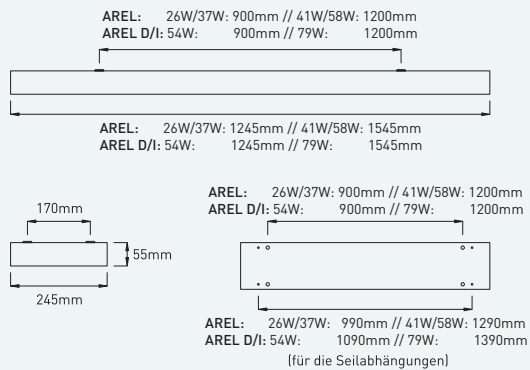 AREL: 26W/37W: 900mm // 41W/58W: 1200mm
AREL D/I: 54W: 900mm // 79W: 1200mm
AREL: 26W/37W: 1245mm // 41W/58W: 1545mm
AREL D/I: 54W: 1245mm // 79W: 1545mm
170mm
55mm
245mm
AREL: 26W/37W: 900mm // 41W/58W: 1200mm
AREL D/I: 54W: 900mm // 79W: 1200mm
AREL: 26W/37W: 990mm // 41W/58W: 1290mm
AREL D/I: 54W: 1090mm // 79W: 1390mm
(für die Seilabhängungen)